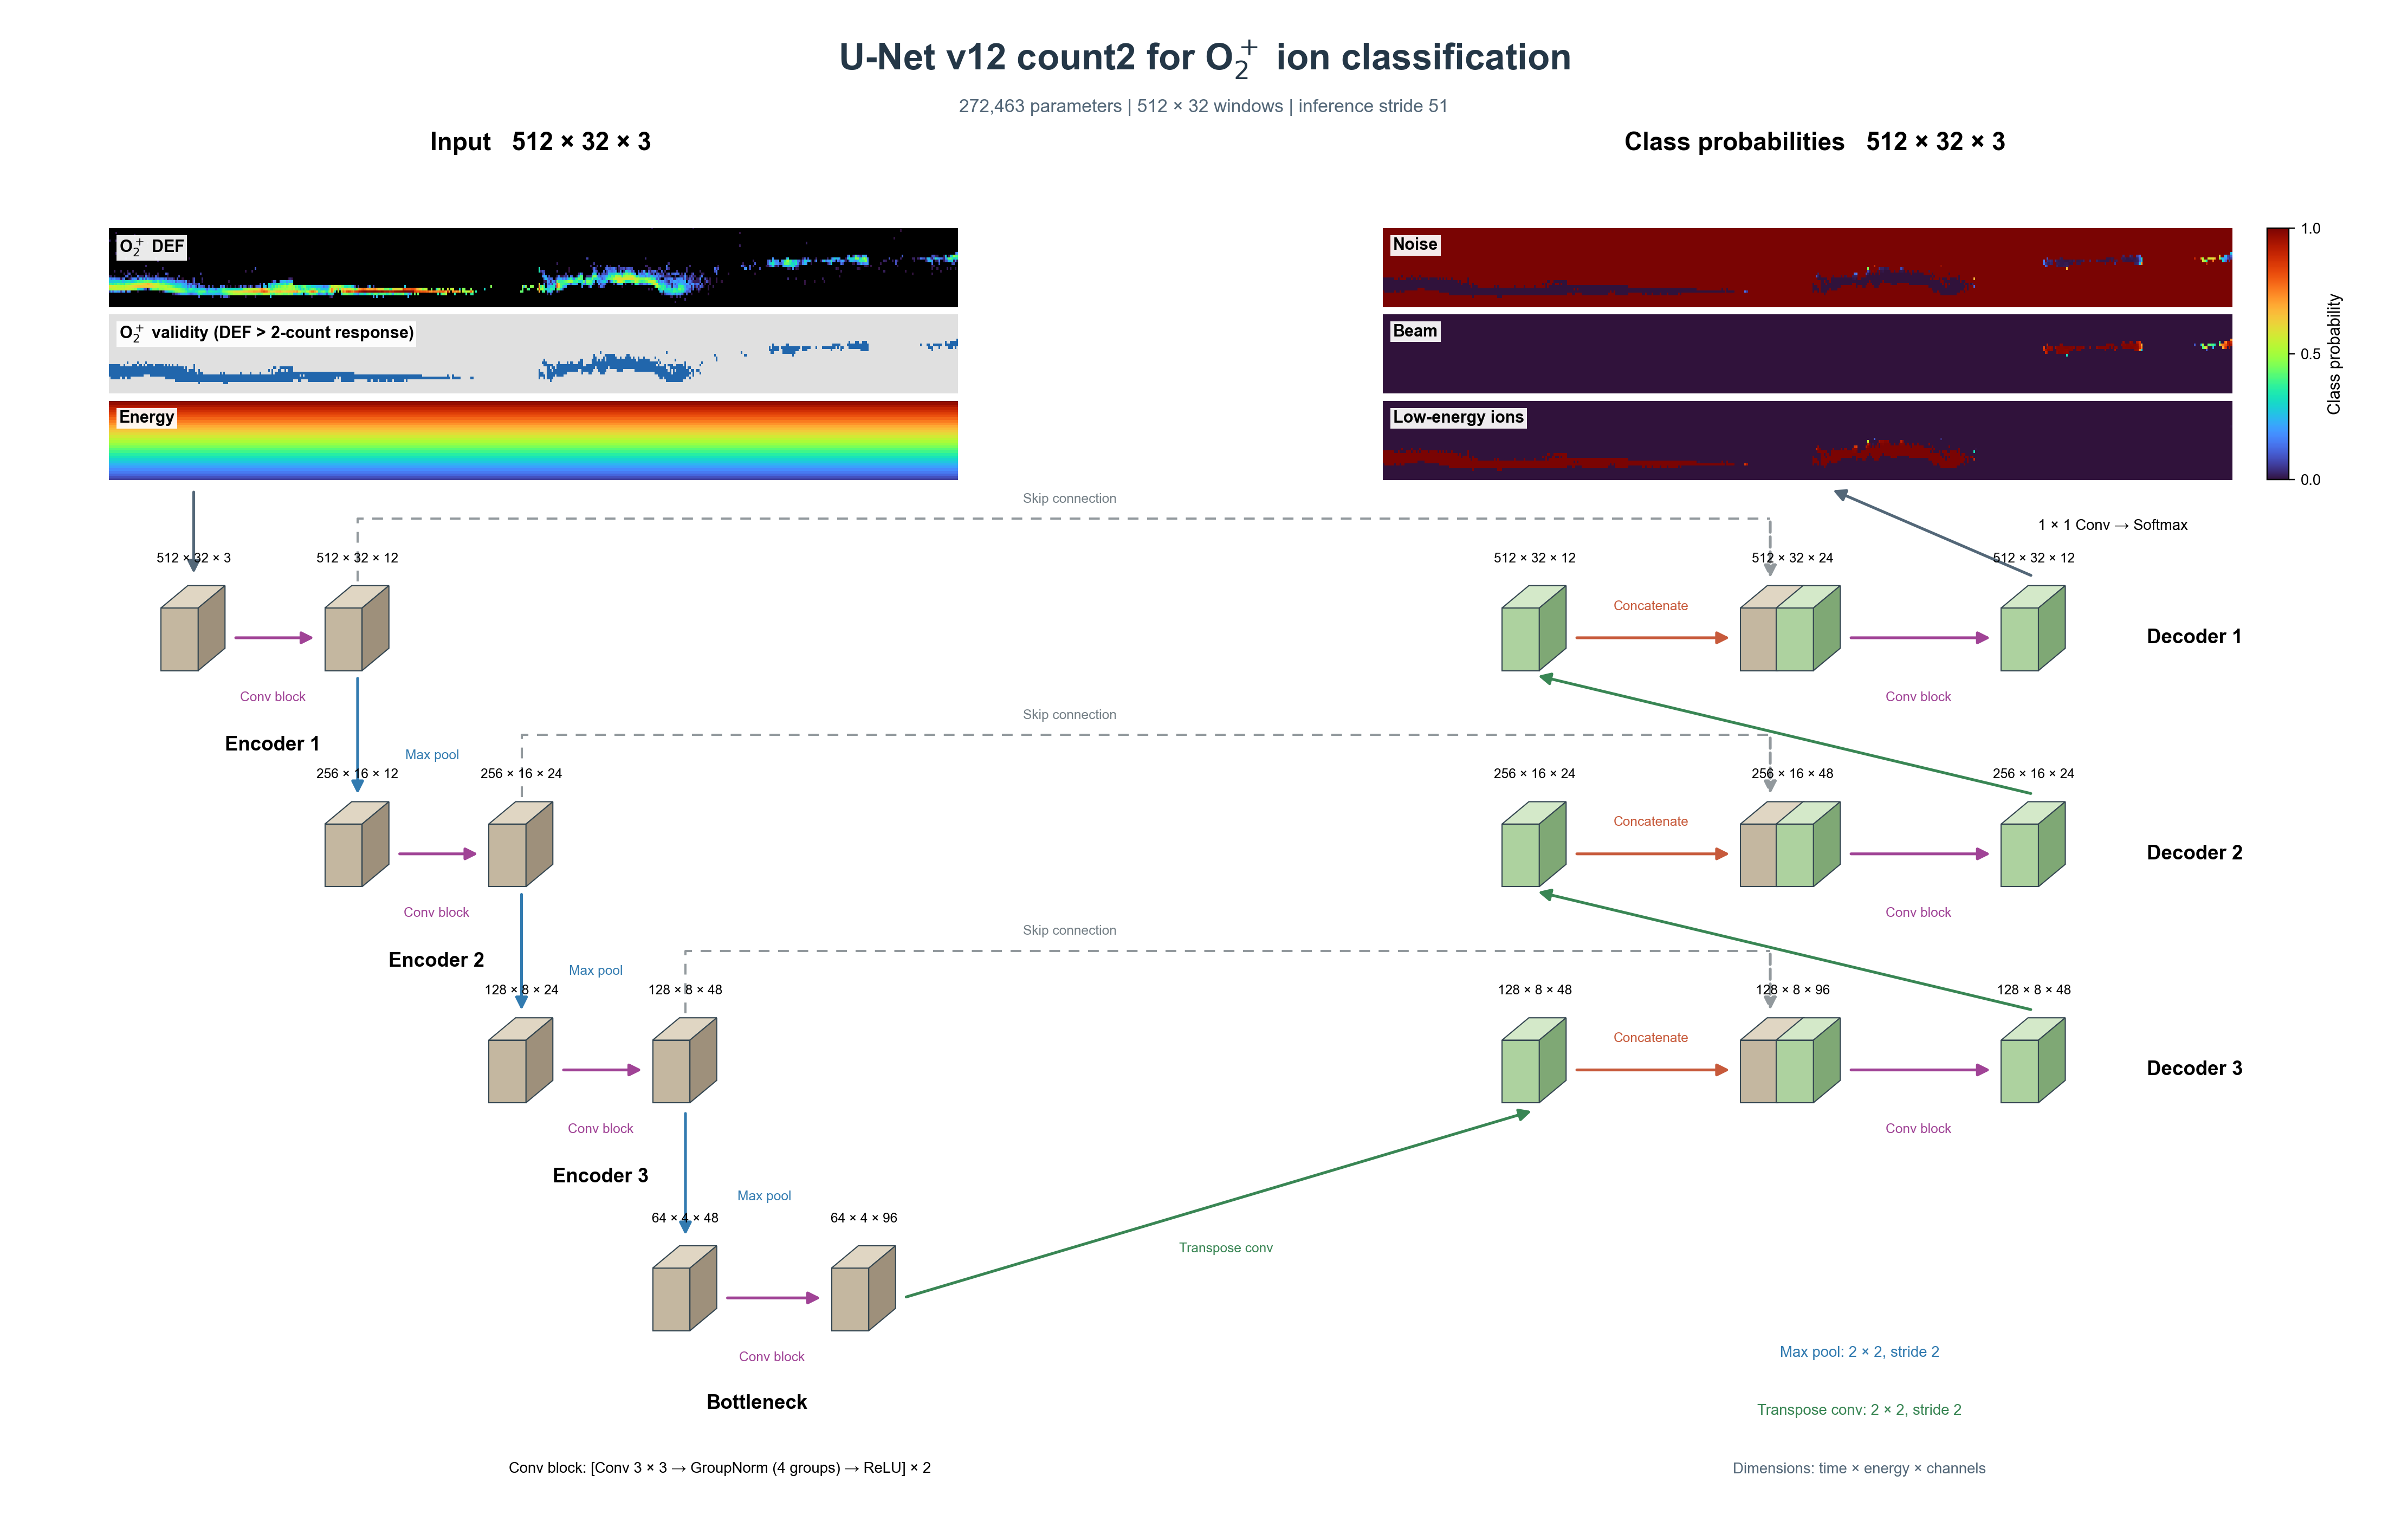 U-Net v12 count2 for O₂⁺ ion classification
272,463 parameters | 512 × 32 windows | inference stride 51
Input 512 × 32 × 3
Class probabilities 512 × 32 × 3
O₂⁺ DEF
O₂⁺ validity (DEF > 2-count response)
Energy
Noise
Beam
Low-energy ions
1.0
0.5
0.0
Class probability
Skip connection
1 × 1 Conv → Softmax
512 × 32 × 3
512 × 32 × 12
512 × 32 × 12
512 × 32 × 24
512 × 32 × 12
Concatenate
Decoder 1
Conv block
Conv block
Skip connection
Encoder 1
Max pool
256 × 16 × 12
256 × 16 × 24
256 × 16 × 24
256 × 16 × 48
256 × 16 × 24
Concatenate
Decoder 2
Conv block
Conv block
Skip connection
Encoder 2
Max pool
128 × 8 × 24
128 × 8 × 48
128 × 8 × 48
128 × 8 × 96
128 × 8 × 48
Concatenate
Decoder 3
Conv block
Conv block
Encoder 3
Max pool
64 × 4 × 48
64 × 4 × 96
Transpose conv
Conv block
Bottleneck
Max pool: 2 × 2, stride 2
Transpose conv: 2 × 2, stride 2
Conv block: [Conv 3 × 3 → GroupNorm (4 groups) → ReLU] × 2
Dimensions: time × energy × channels